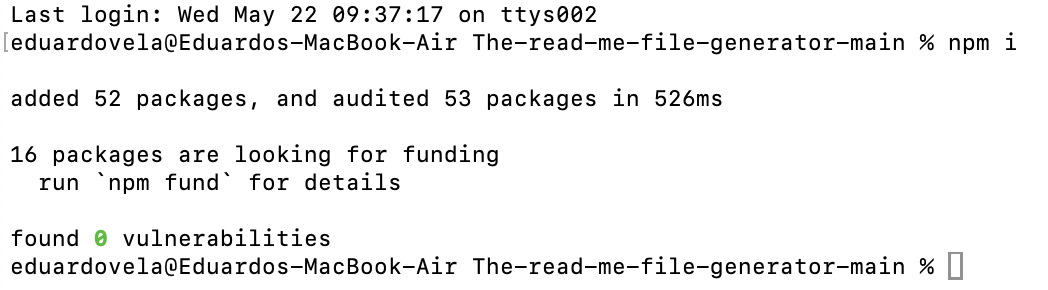 Last login: Wed May 22 09:37:17 on ttys002
[eduardovela@Eduardos-MacBook-Air The-read-me-file-generator-main % npm i
added 52 packages, and audited 53 packages in 526ms
16 packages are looking for funding
  run `npm fund` for details
found 0 vulnerabilities
eduardovela@Eduardos-MacBook-Air The-read-me-file-generator-main %